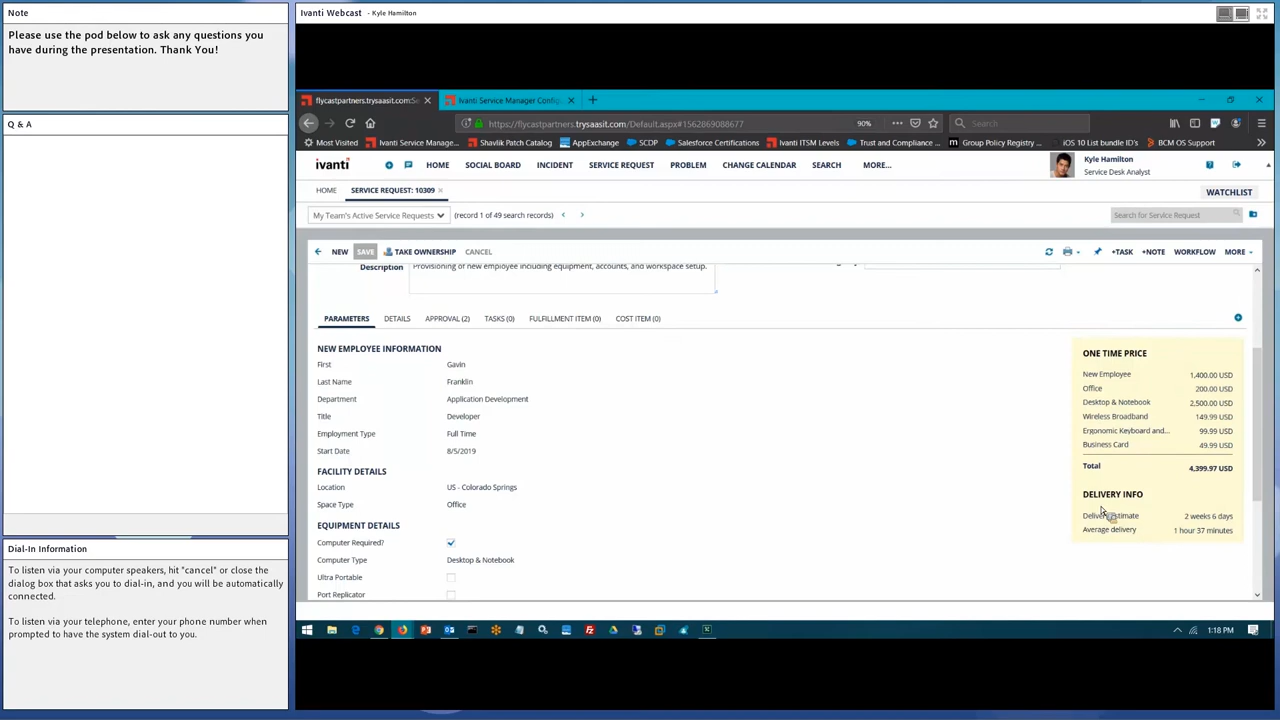 Note
Please use the pod below to ask any questions you
have during the presentation. Thank You!
Q & A
Dial-In Information
To listen via your computer speakers, hit "cancel" or close the
dialog box that asks you to dial-in, and you will be automatically
connected.
To listen via your telephone, enter your phone number when
prompted to have the system dial-out to you.
Ivanti Webcast - Kyle Hamilton
flycastpartners.trysaasit.com:Se
Ivanti Service Manager Config
https://flycastpartners.trysaasit.com/Default.aspx#1562869088677
90%
Search
Most Visited
Ivanti Service Manage...
Shavlik Patch Catalog
AppExchange
SCDP
Salesforce Certifications
Ivanti ITSM Levels
Trust and Compliance ...
Group Policy Registry ...
iOS 10 List bundle ID's
BCM OS Support
ivanti
HOME
SOCIAL BOARD
INCIDENT
SERVICE REQUEST
PROBLEM
CHANGE CALENDAR
SEARCH
MORE...
Kyle Hamilton
Service Desk Analyst
HOME
SERVICE REQUEST: 10309
WATCHLIST
My Team's Active Service Requests
(record 1 of 49 search records)
Search for Service Request
NEW
SAVE
TAKE OWNERSHIP
CANCEL
+TASK
+NOTE
WORKFLOW
MORE
Description
Provisioning of new employee including equipment, accounts, and workspace setup.
PARAMETERS
DETAILS
APPROVAL (2)
TASKS (0)
FULFILLMENT ITEM (0)
COST ITEM (0)
NEW EMPLOYEE INFORMATION
First Gavin
Last Name Franklin
Department Application Development
Title Developer
Employment Type Full Time
Start Date 8/5/2019
FACILITY DETAILS
Location US - Colorado Springs
Space Type Office
EQUIPMENT DETAILS
Computer Required?
Computer Type Desktop & Notebook
Ultra Portable
Port Replicator
ONE TIME PRICE
New Employee 1,400.00 USD
Office 200.00 USD
Desktop & Notebook 2,500.00 USD
Wireless Broadband 149.99 USD
Ergonomic Keyboard and... 99.99 USD
Business Card 49.99 USD
Total 4,399.97 USD
DELIVERY INFO
Delivery Estimate 2 weeks 6 days
Average delivery 1 hour 37 minutes
1:18 PM